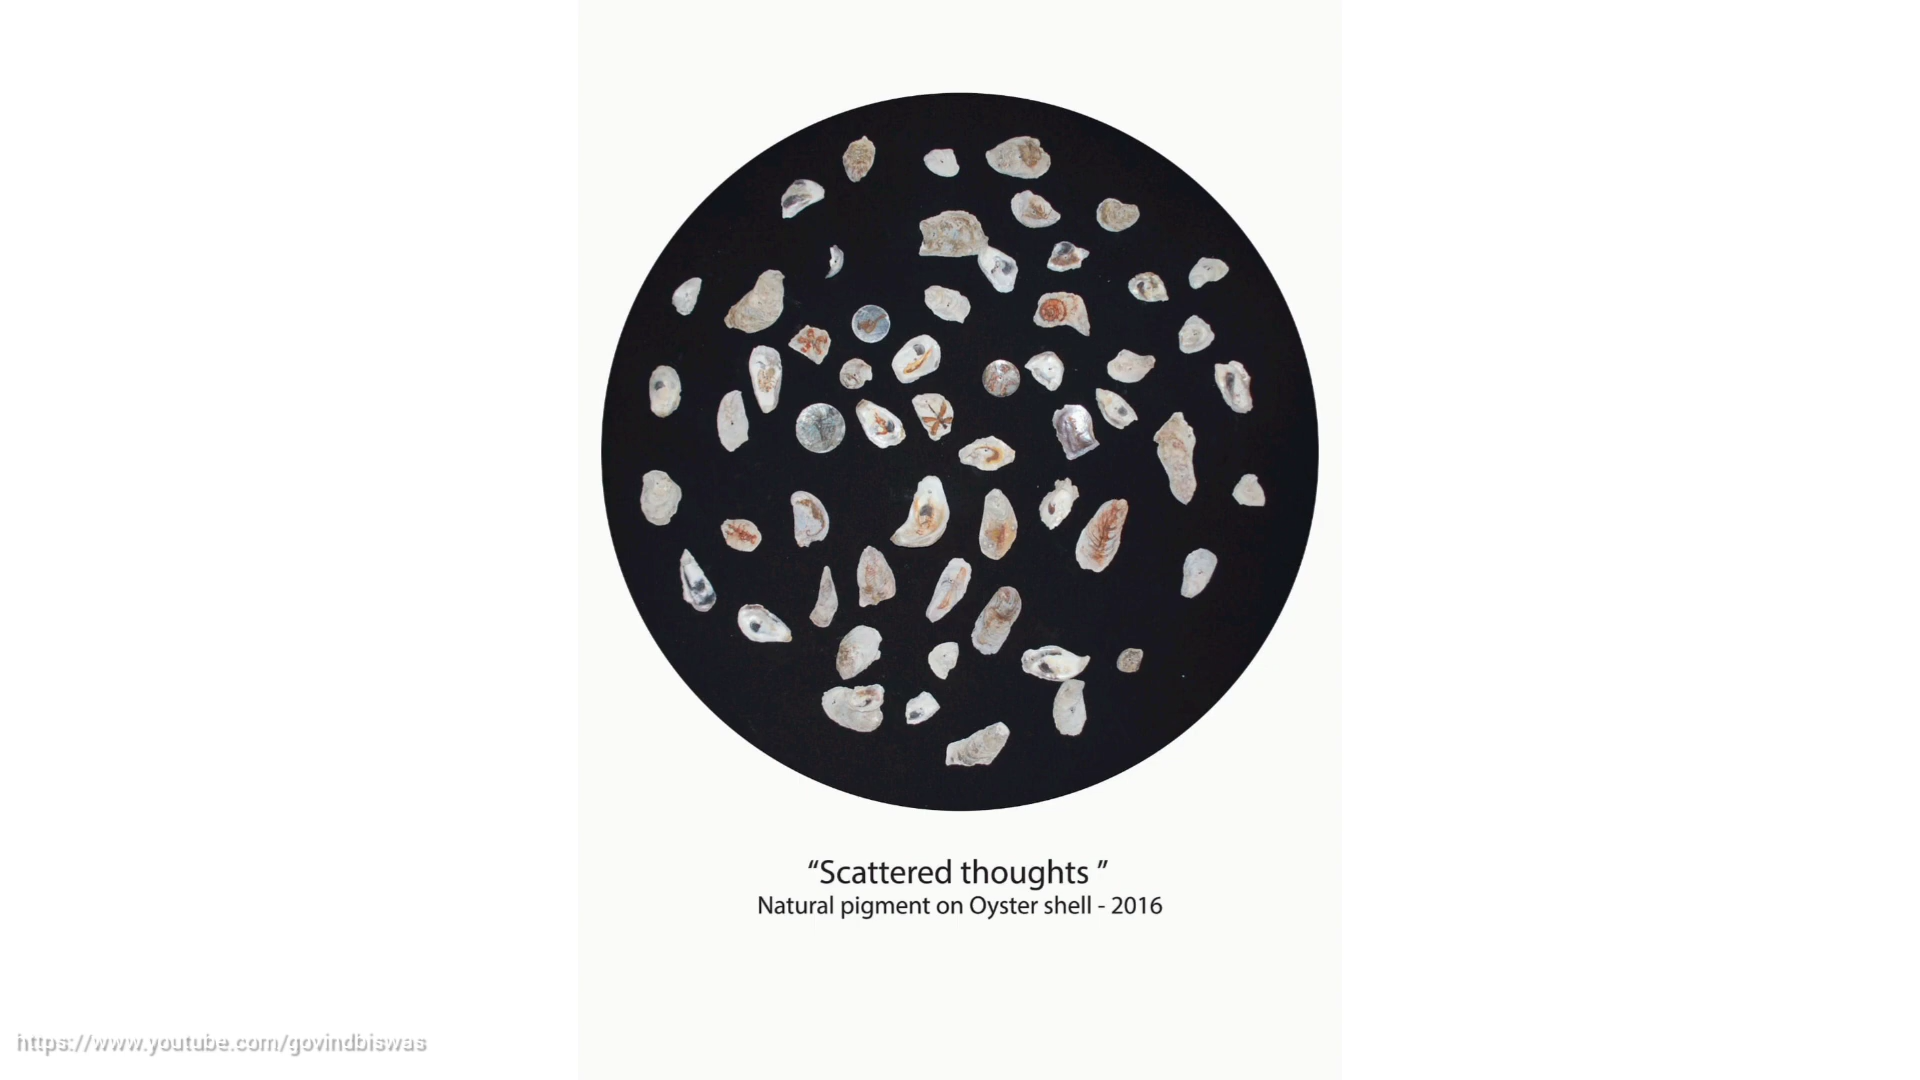 “Scattered thoughts ”
Natural pigment on Oyster shell - 2016
https://www.youtube.com/govindbiswas